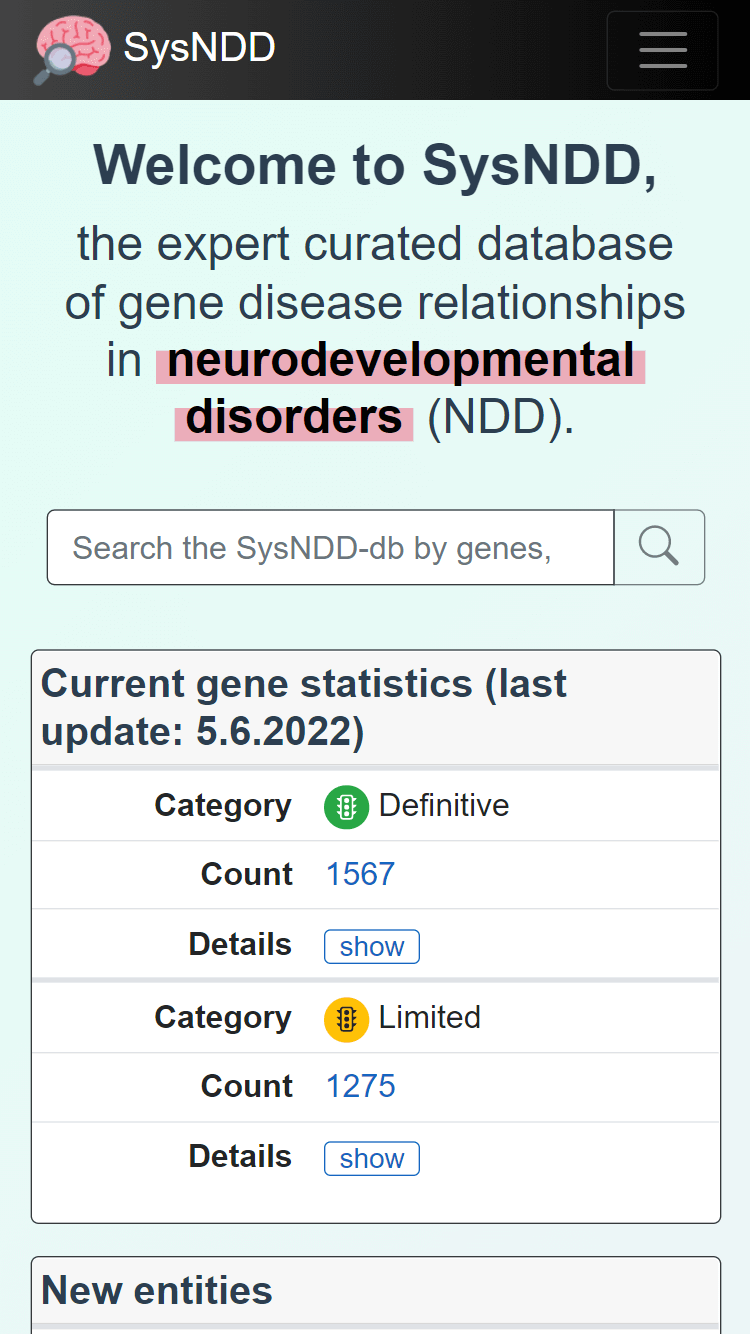 SysNDD
Welcome to SysNDD,
the expert curated database
of gene disease relationships
in neurodevelopmental
disorders (NDD).
Search the SysNDD-db by genes,
Current gene statistics (last
update: 5.6.2022)
Category Definitive
Count 1567
Details show
Category Limited
Count 1275
Details show
New entities